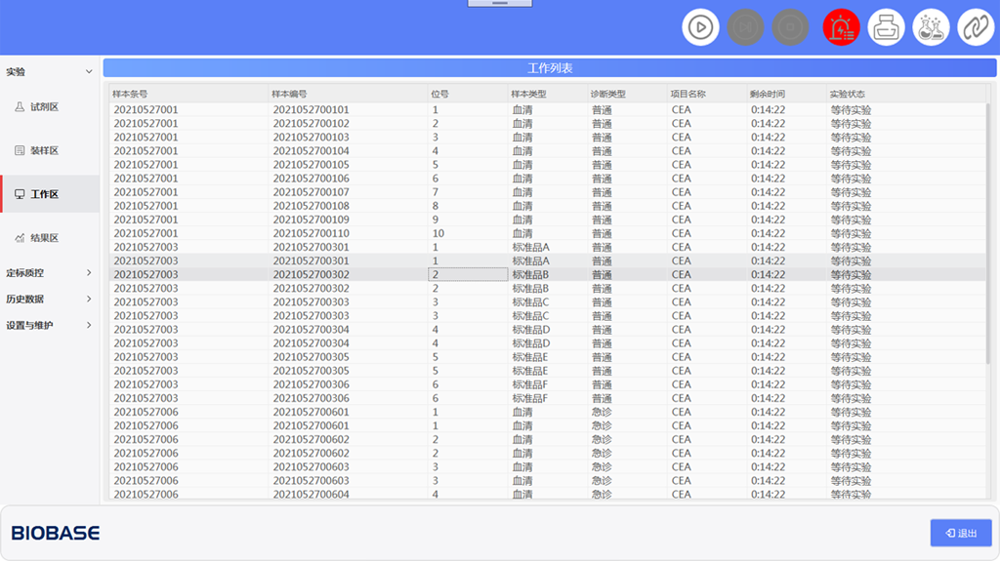 工作列表
实验
试剂区
装样区
工作区
结果区
定标质控
历史数据
设置与维护
样本条号 样本编号 位号 样本类型 诊断类型 项目名称 剩余时间 实验状态
20210527001 2021052700101 1 血清 普通 CEA 0:14:22 等待实验
20210527001 2021052700102 2 血清 普通 CEA 0:14:22 等待实验
20210527001 2021052700103 3 血清 普通 CEA 0:14:22 等待实验
20210527001 2021052700104 4 血清 普通 CEA 0:14:22 等待实验
20210527001 2021052700105 5 血清 普通 CEA 0:14:22 等待实验
20210527001 2021052700106 6 血清 普通 CEA 0:14:22 等待实验
20210527001 2021052700107 7 血清 普通 CEA 0:14:22 等待实验
20210527001 2021052700108 8 血清 普通 CEA 0:14:22 等待实验
20210527001 2021052700109 9 血清 普通 CEA 0:14:22 等待实验
20210527001 2021052700110 10 血清 普通 CEA 0:14:22 等待实验
20210527003 2021052700301 1 标准品A 普通 CEA 0:14:22 等待实验
20210527003 2021052700301 1 标准品A 普通 CEA 0:14:22 等待实验
20210527003 2021052700302 2 标准品B 普通 CEA 0:14:22 等待实验
20210527003 2021052700302 2 标准品B 普通 CEA 0:14:22 等待实验
20210527003 2021052700303 3 标准品C 普通 CEA 0:14:22 等待实验
20210527003 2021052700303 3 标准品C 普通 CEA 0:14:22 等待实验
20210527003 2021052700304 4 标准品D 普通 CEA 0:14:22 等待实验
20210527003 2021052700304 4 标准品D 普通 CEA 0:14:22 等待实验
20210527003 2021052700305 5 标准品E 普通 CEA 0:14:22 等待实验
20210527003 2021052700305 5 标准品E 普通 CEA 0:14:22 等待实验
20210527003 2021052700306 6 标准品F 普通 CEA 0:14:22 等待实验
20210527003 2021052700306 6 标准品F 普通 CEA 0:14:22 等待实验
20210527006 2021052700601 1 血清 急诊 CEA 0:14:22 等待实验
20210527006 2021052700601 1 血清 急诊 CEA 0:14:22 等待实验
20210527006 2021052700602 2 血清 急诊 CEA 0:14:22 等待实验
20210527006 2021052700602 2 血清 急诊 CEA 0:14:22 等待实验
20210527006 2021052700603 3 血清 急诊 CEA 0:14:22 等待实验
20210527006 2021052700603 3 血清 急诊 CEA 0:14:22 等待实验
20210527006 2021052700604 4 血清 急诊 CEA 0:14:22 等待实验
BIOBASE
退出